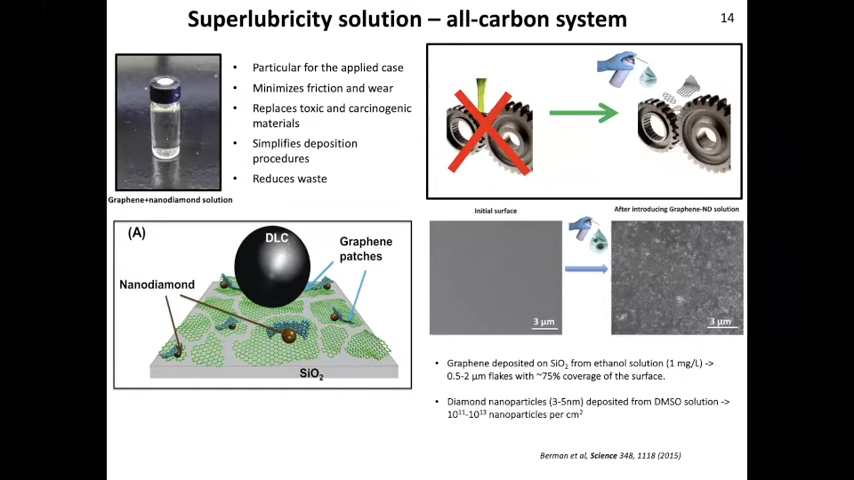 Superlubricity solution – all-carbon system
14
• Particular for the applied case
• Minimizes friction and wear
• Replaces toxic and carcinogenic
materials
• Simplifies deposition
procedures
• Reduces waste
Graphene+nanodiamond solution
(A)
DLC
Graphene
patches
Nanodiamond
SiO₂
Initial surface
After introducing Graphene-ND solution
3 µm
3 µm
• Graphene deposited on SiO₂ from ethanol solution (1 mg/L) ->
0.5-2 µm flakes with ~75% coverage of the surface.
• Diamond nanoparticles (3-5nm) deposited from DMSO solution ->
10¹¹-10¹³ nanoparticles per cm²
Berman et al, Science 348, 1118 (2015)